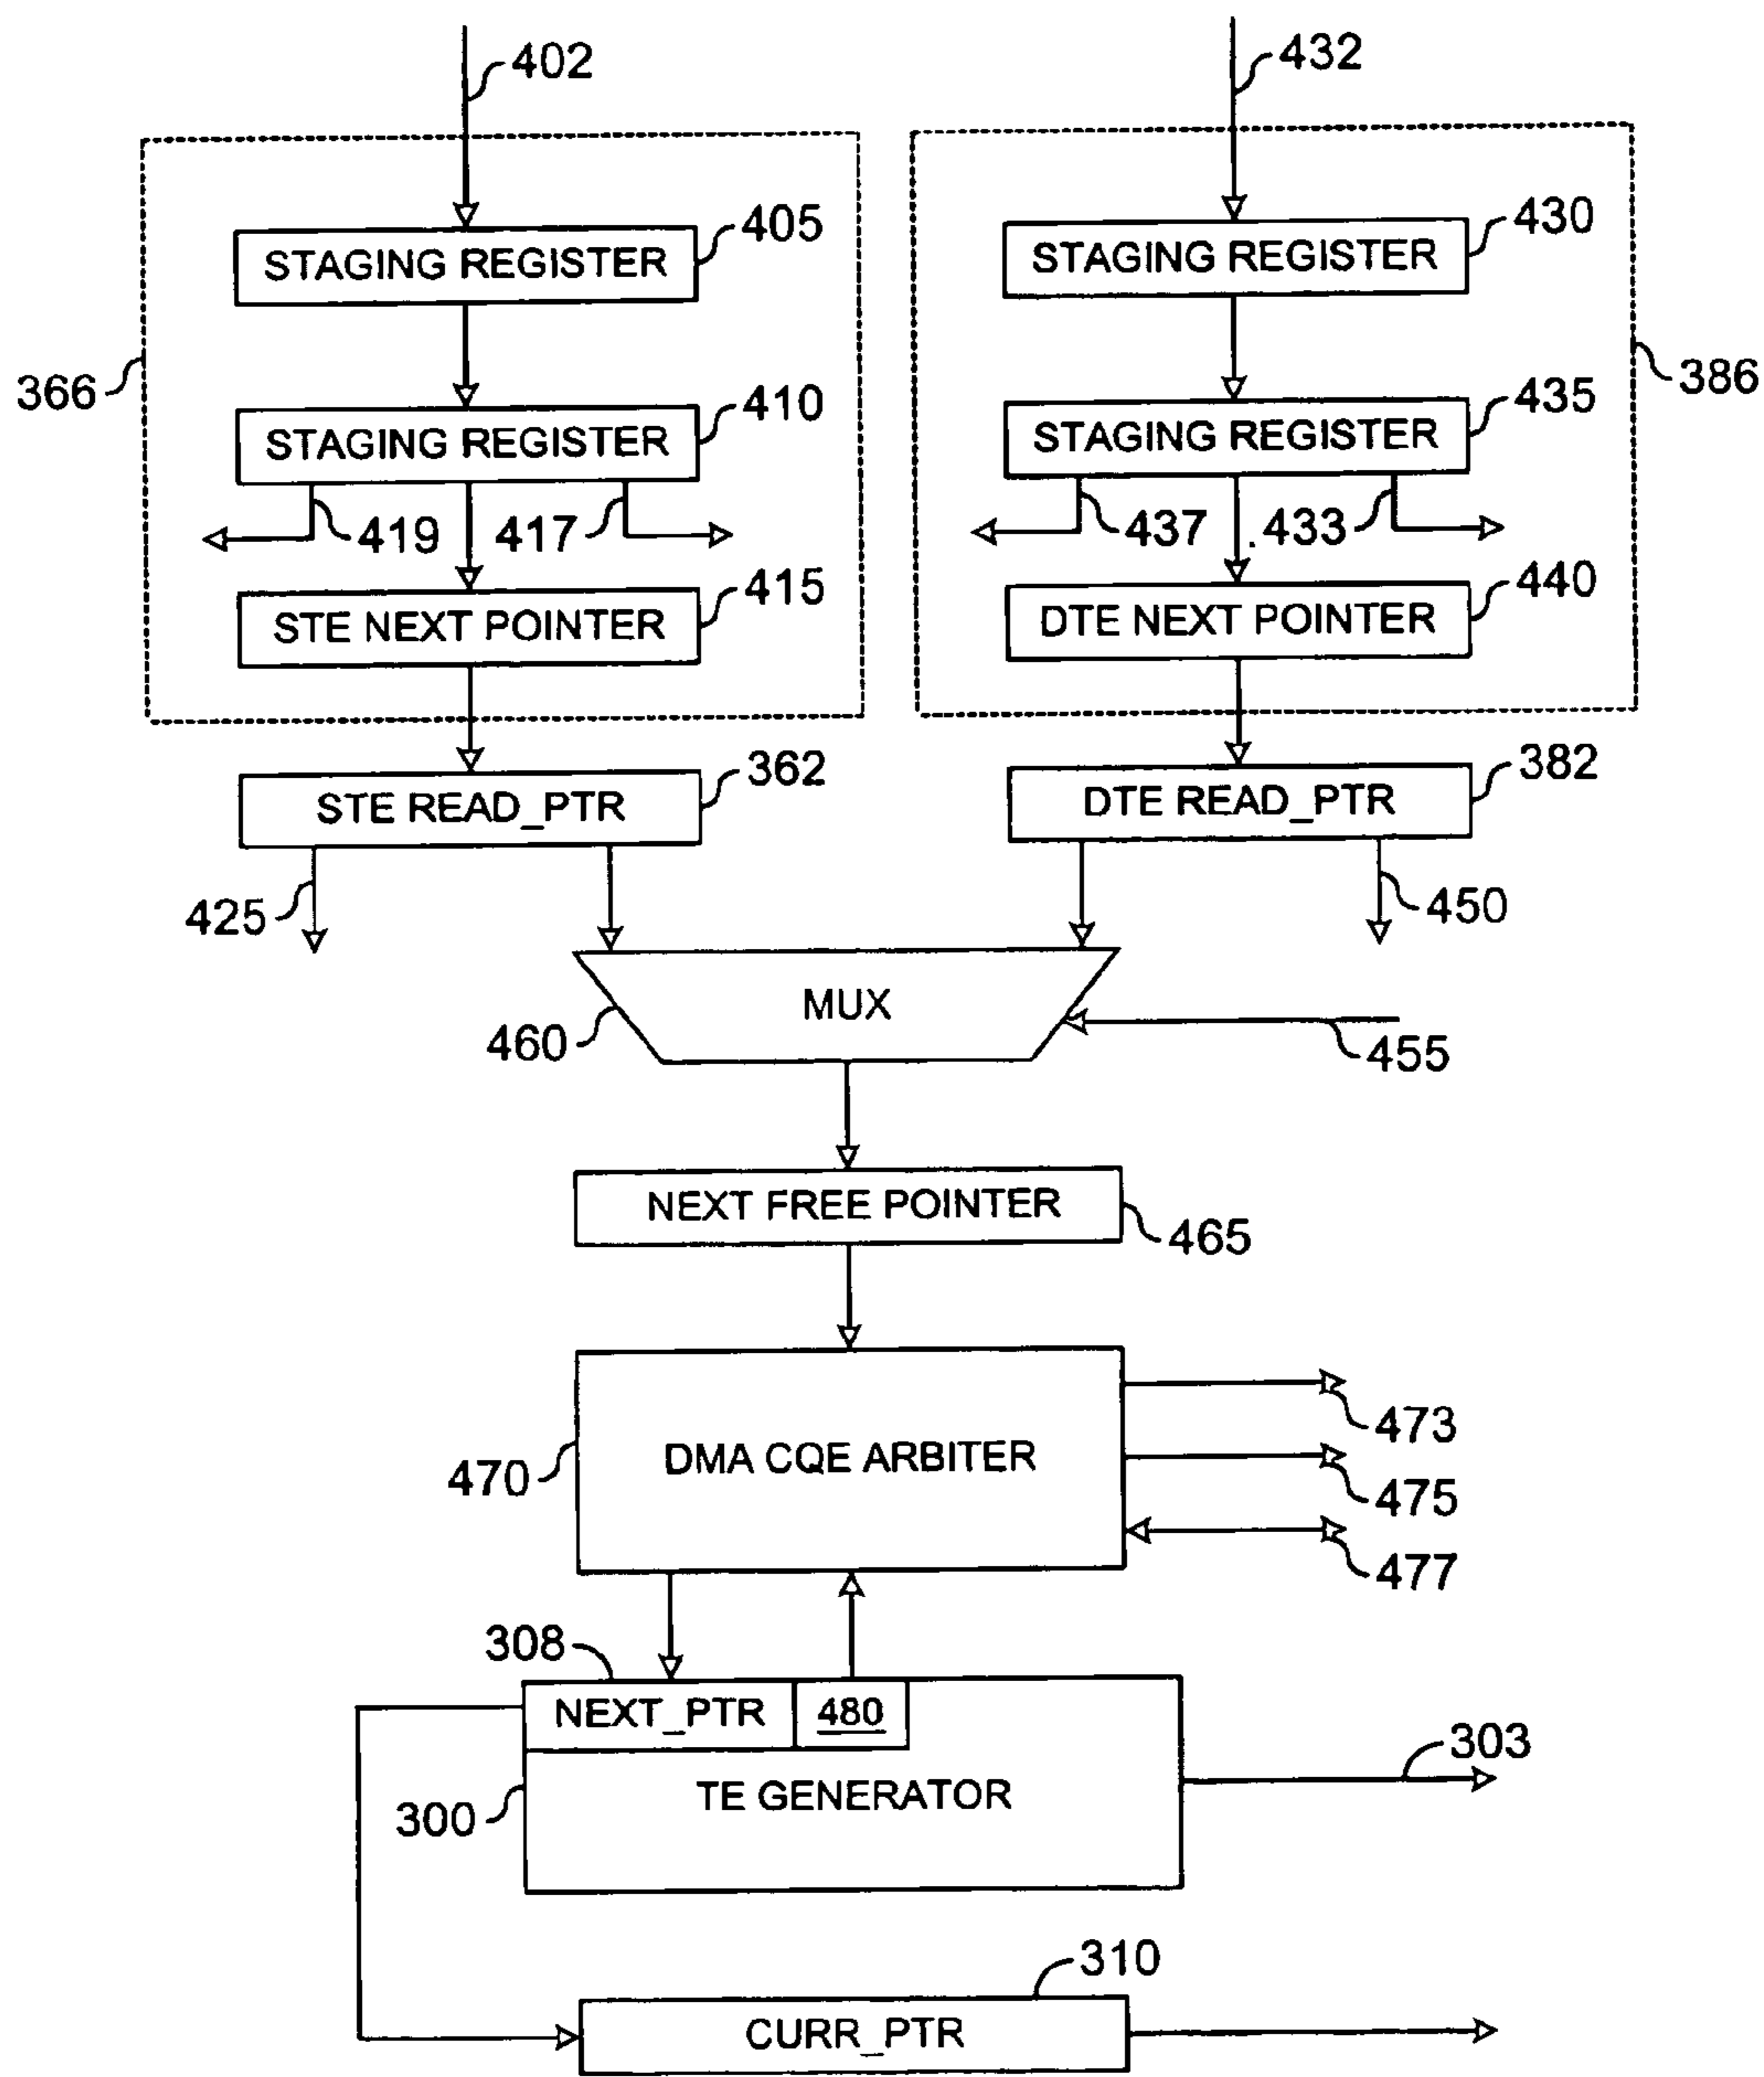 402
432
405
STAGING REGISTER
430
STAGING REGISTER
366
386
410
STAGING REGISTER
435
STAGING REGISTER
419
417
437
433
415
STE NEXT POINTER
440
DTE NEXT POINTER
362
STE READ_PTR
382
DTE READ_PTR
425
450
MUX
460
455
NEXT FREE POINTER
465
DMA CQE ARBITER
470
473
475
477
308
NEXT_PTR
480
TE GENERATOR
300
303
310
CURR_PTR